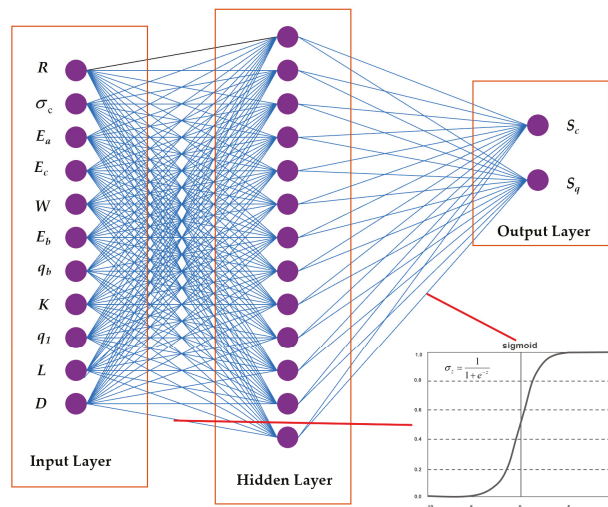 R
σc
Ea
Ec
W
Eb
qb
K
q1
L
D
Input Layer
Hidden Layer
Sc
Sq
Output Layer
sigmoid
σz = 1 / (1 + e^-z)
1.0
0.8
0.6
0.4
0.2
0.0